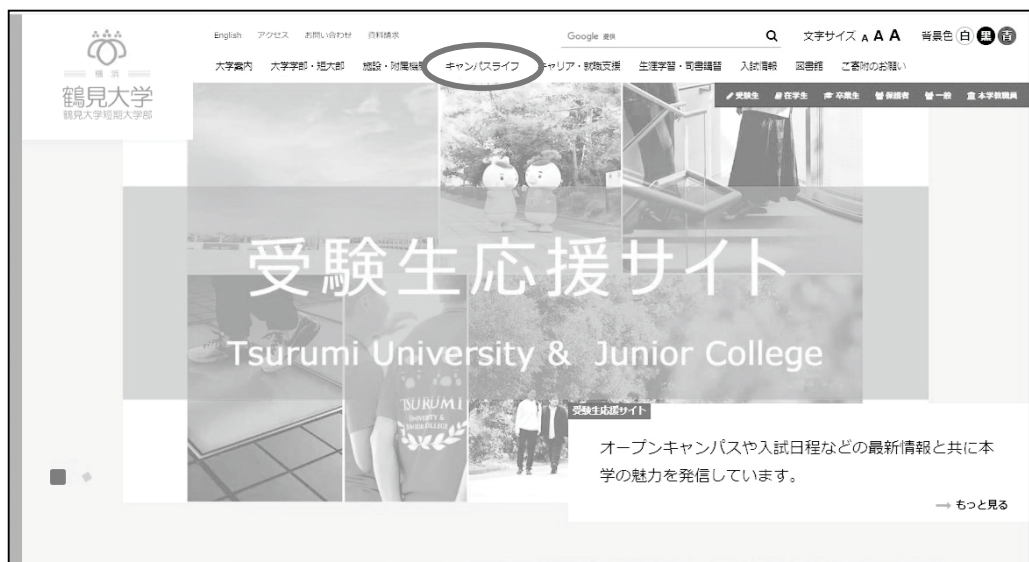 English アクセス お問い合わせ 資料請求
Google 提供
文字サイズ A A A 背景色 白 黒 青
大学案内 大学学部・短大部 施設・附属機関 キャンパスライフ キャリア・就職支援 生涯学習・司書講習 入試情報 図書館 ご寄附のお願い
横浜
鶴見大学
鶴見大学短期大学部
受験生 在学生 卒業生 保護者 一般 本学教職員
受験生応援サイト
Tsurumi University & Junior College
TSURUMI
UNIVERSITY &
JUNIOR COLLEGE
受験生応援サイト
オープンキャンパスや入試日程などの最新情報と共に本
学の魅力を発信しています。
→ もっと見る